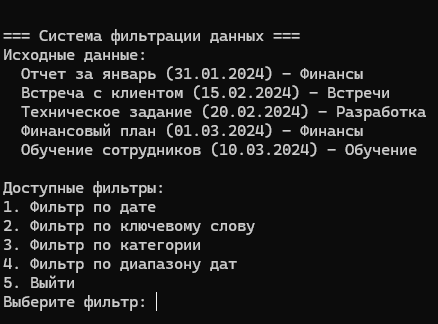 === Система фильтрации данных ===
Исходные данные:
Отчет за январь (31.01.2024) – Финансы
Встреча с клиентом (15.02.2024) – Встречи
Техническое задание (20.02.2024) – Разработка
Финансовый план (01.03.2024) – Финансы
Обучение сотрудников (10.03.2024) – Обучение
Доступные фильтры:
1. Фильтр по дате
2. Фильтр по ключевому слову
3. Фильтр по категории
4. Фильтр по диапазону дат
5. Выйти
Выберите фильтр: